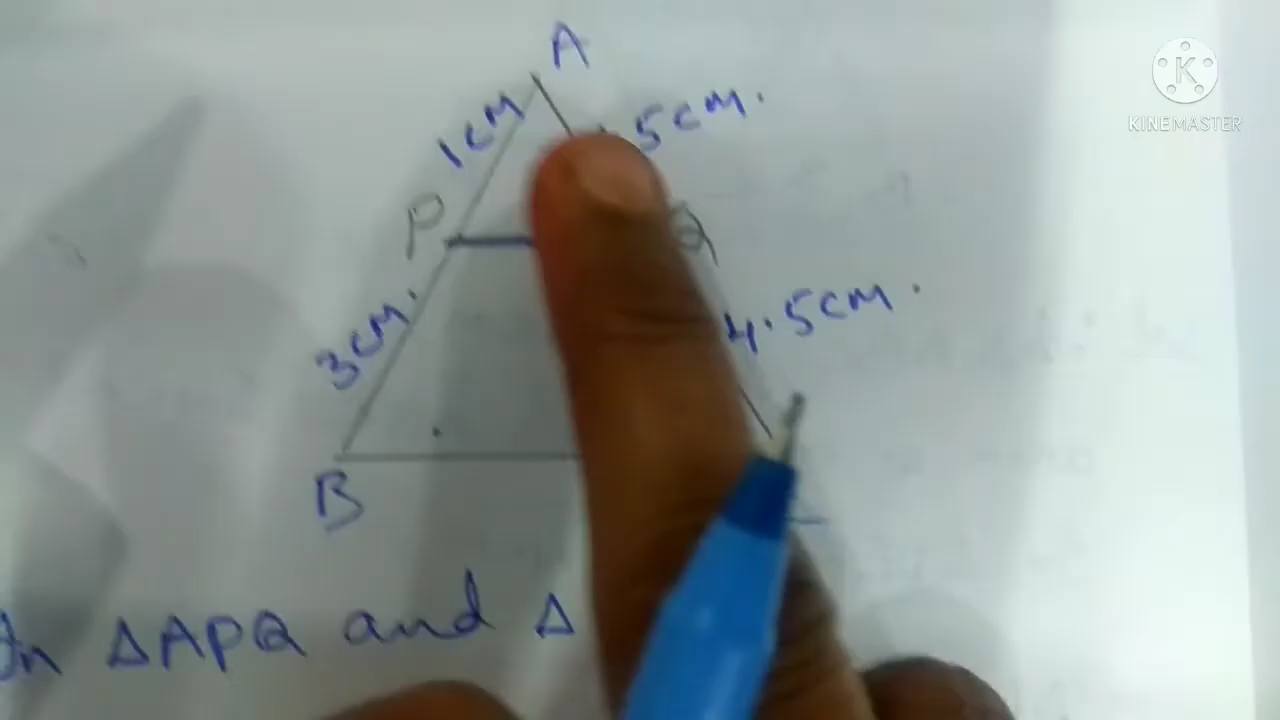 A
1cm
5cm.
P
Q
3cm.
4.5cm.
B
In ΔAPQ and Δ
KINEMASTER